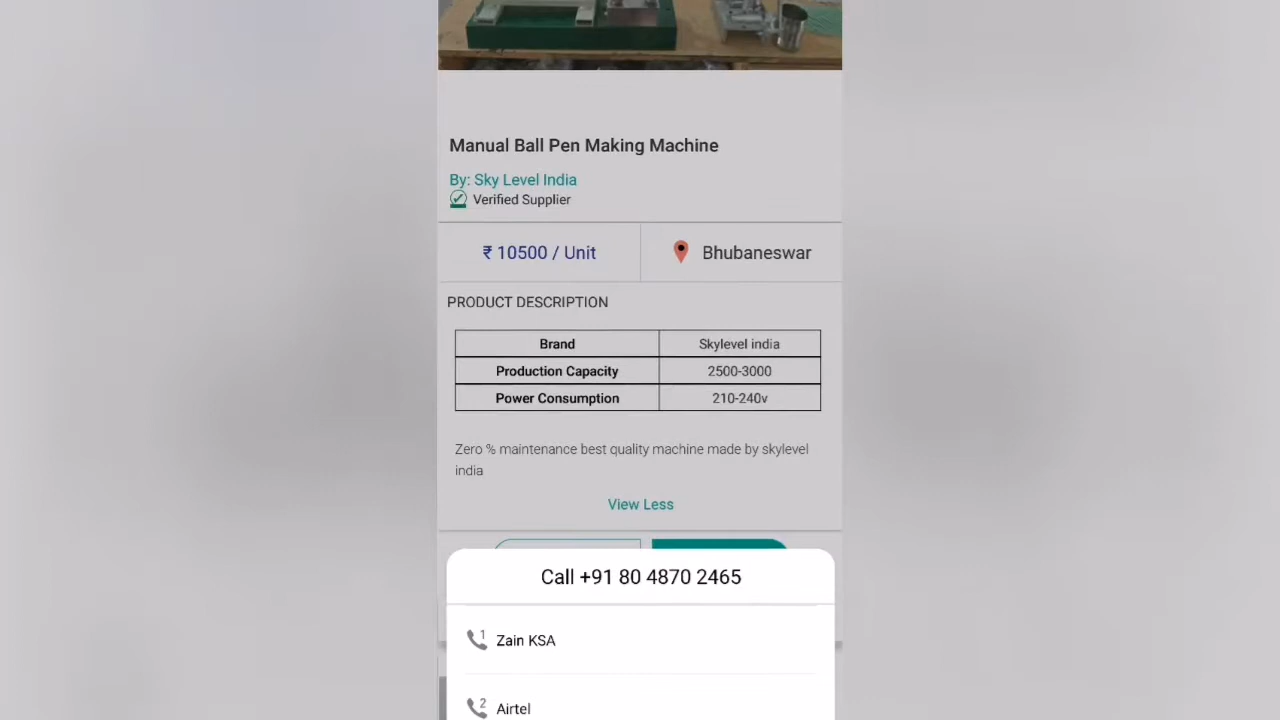 Manual Ball Pen Making Machine
By: Sky Level India
Verified Supplier
₹ 10500 / Unit
Bhubaneswar
PRODUCT DESCRIPTION
Brand Skylevel india
Production Capacity 2500-3000
Power Consumption 210-240v
Zero % maintenance best quality machine made by skylevel
india
View Less
Call +91 80 4870 2465
1 Zain KSA
2 Airtel